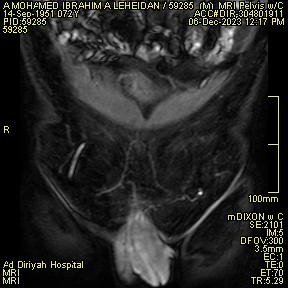 A MOHAMED IBRAHIM A LEHEIDAN / 59285 (M) MRI Pelvis w/C
14-Sep-1951 072Y ACC#DIR:304801911
PID:59285 06-Dec-2023 12:17 PM
59285
R
100mm
mDIXON w C
SE:2101
IM:5
DFOV:300
3.5mm
EC:1
Ad Diriyah Hospital TE:0
MRI ET:70
MRI TR:5.29